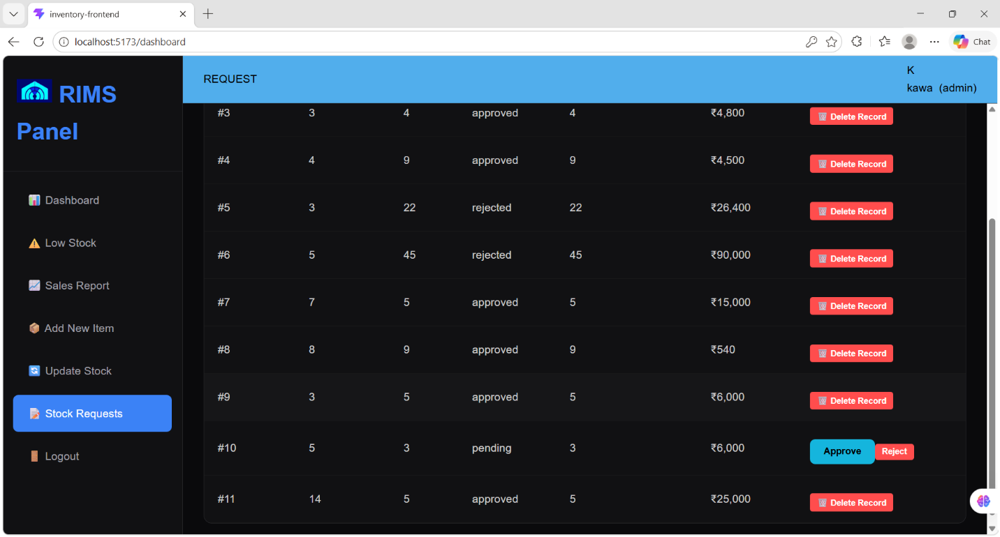 inventory-frontend
localhost:5173/dashboard
Chat
RIMS
Panel
REQUEST
K
kawa (admin)
Dashboard
Low Stock
Sales Report
Add New Item
Update Stock
Stock Requests
Logout
#3 3 4 approved 4 ₹4,800 Delete Record
#4 4 9 approved 9 ₹4,500 Delete Record
#5 3 22 rejected 22 ₹26,400 Delete Record
#6 5 45 rejected 45 ₹90,000 Delete Record
#7 7 5 approved 5 ₹15,000 Delete Record
#8 8 9 approved 9 ₹540 Delete Record
#9 3 5 approved 5 ₹6,000 Delete Record
#10 5 3 pending 3 ₹6,000 Approve Reject
#11 14 5 approved 5 ₹25,000 Delete Record